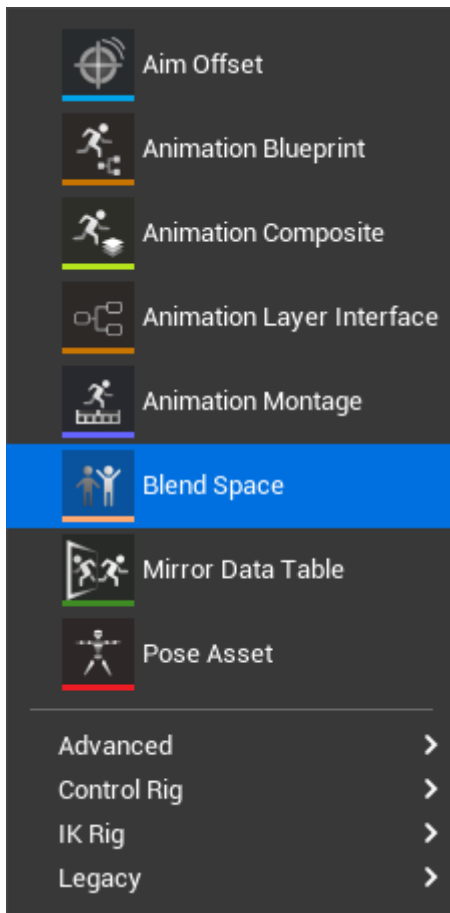 Aim Offset
Animation Blueprint
Animation Composite
Animation Layer Interface
Animation Montage
Blend Space
Mirror Data Table
Pose Asset
Advanced
Control Rig
IK Rig
Legacy